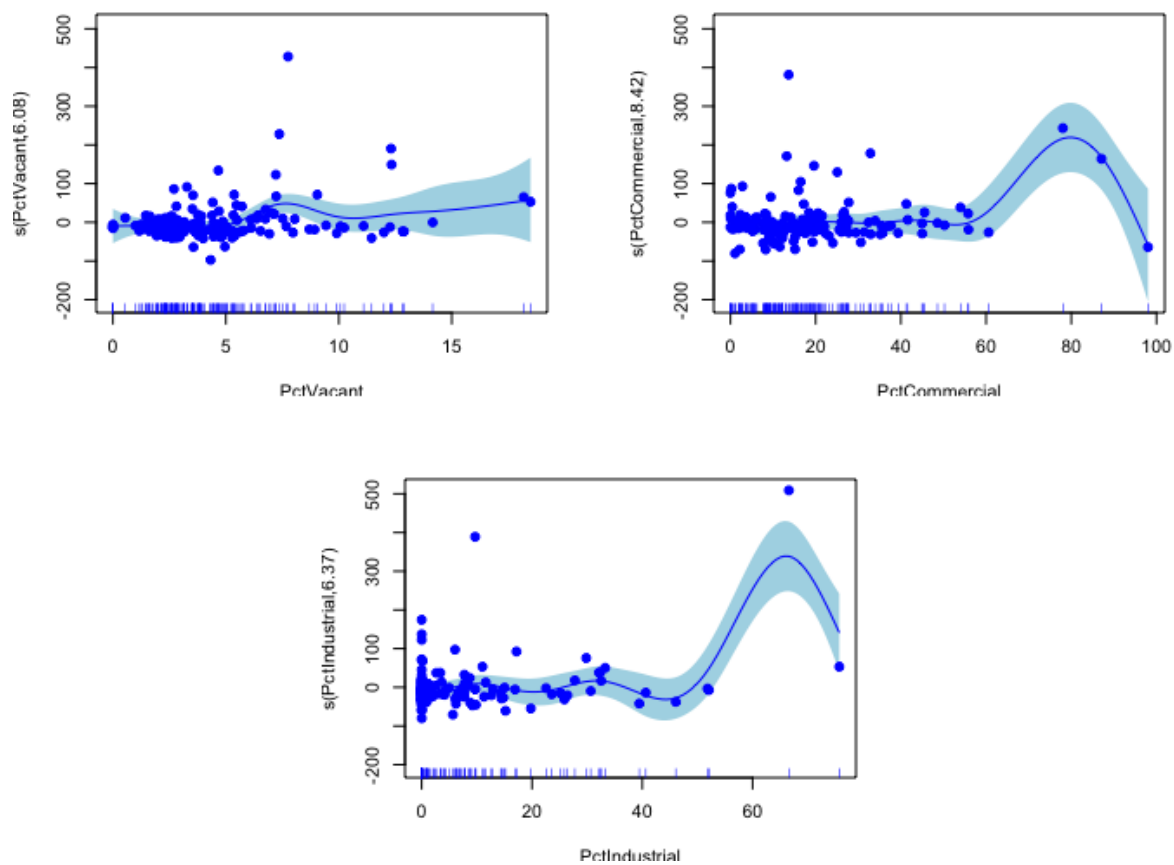 s(PctVacant,6.08)
500
300
100
0
-200
0 5 10 15
PctVacant
s(PctCommercial,8.42)
500
300
100
0
-200
0 20 40 60 80 100
PctCommercial
s(PctIndustrial,6.37)
500
300
100
0
-200
0 20 40 60
PctIndustrial